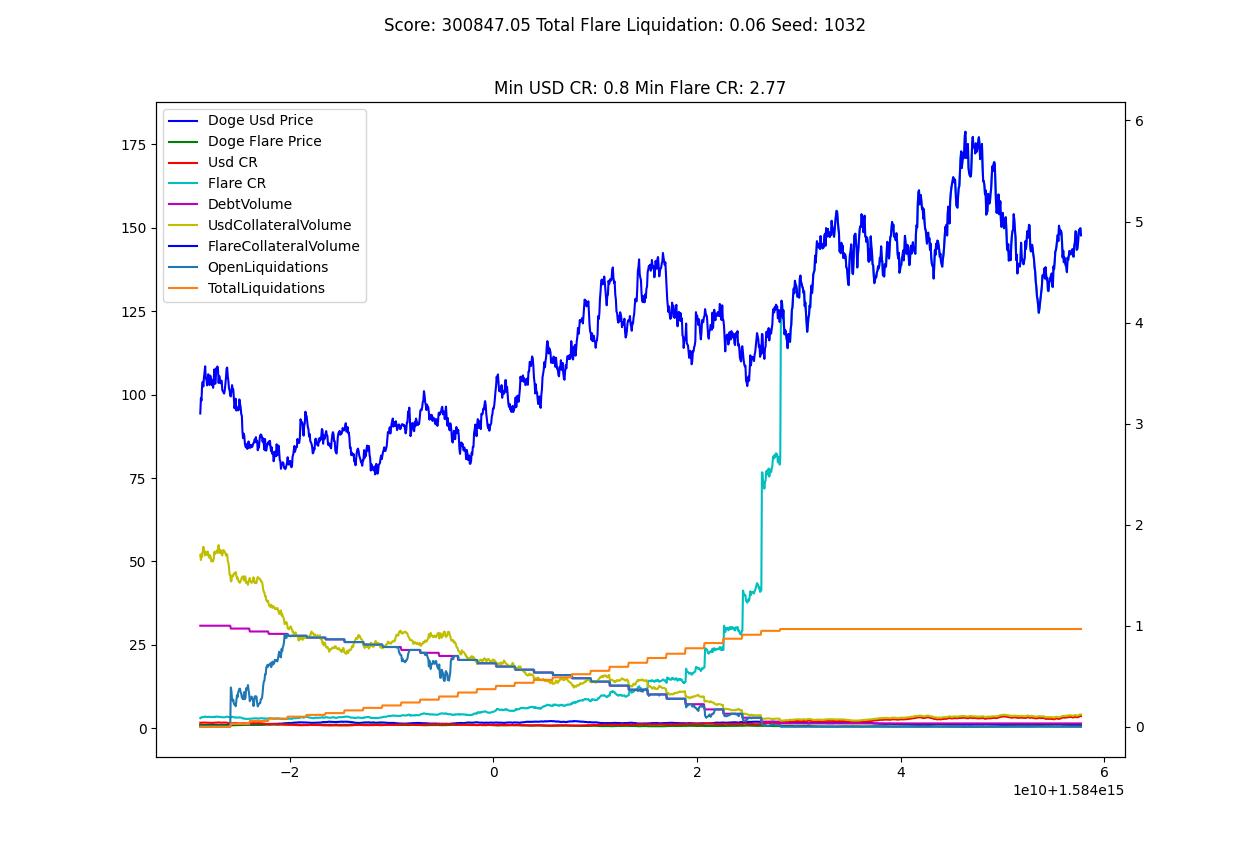 Score: 300847.05 Total Flare Liquidation: 0.06 Seed: 1032
Min USD CR: 0.8 Min Flare CR: 2.77
Doge Usd Price
Doge Flare Price
Usd CR
Flare CR
DebtVolume
UsdCollateralVolume
FlareCollateralVolume
OpenLiquidations
TotalLiquidations
175
150
125
100
75
50
25
0
6
5
4
3
2
1
0
−2 0 2 4 6
1e10+1.584e15